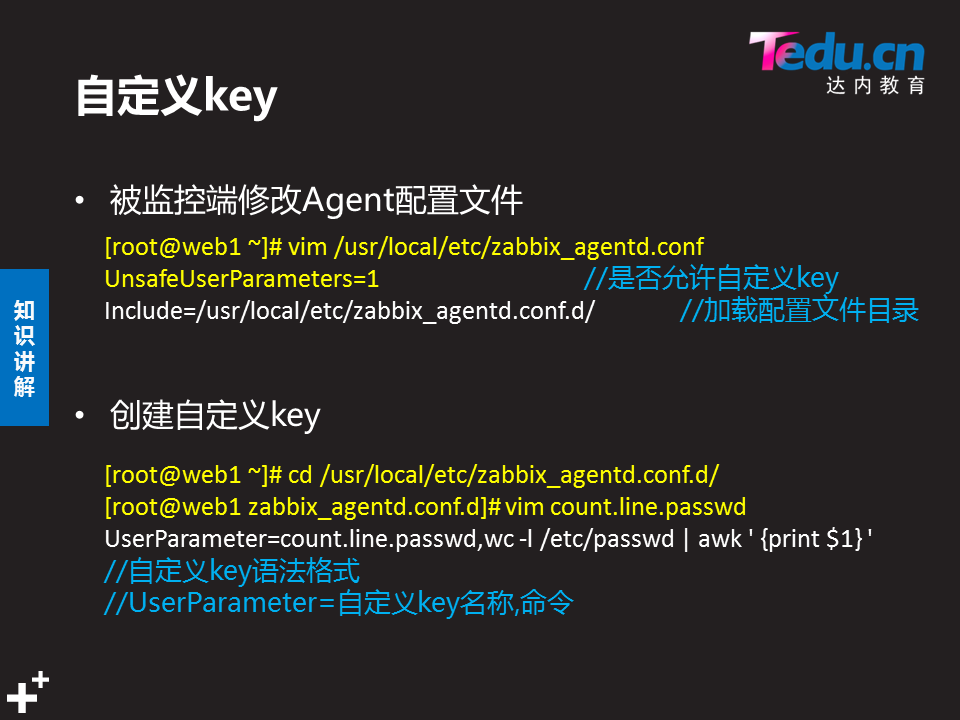 Tedu.cn
达内教育
自定义key
• 被监控端修改Agent配置文件
[root@web1 ~]# vim /usr/local/etc/zabbix_agentd.conf
UnsafeUserParameters=1 //是否允许自定义key
Include=/usr/local/etc/zabbix_agentd.conf.d/ //加载配置文件目录
知识讲解
• 创建自定义key
[root@web1 ~]# cd /usr/local/etc/zabbix_agentd.conf.d/
[root@web1 zabbix_agentd.conf.d]# vim count.line.passwd
UserParameter=count.line.passwd,wc -l /etc/passwd | awk ' {print $1} '
//自定义key语法格式
//UserParameter=自定义key名称,命令